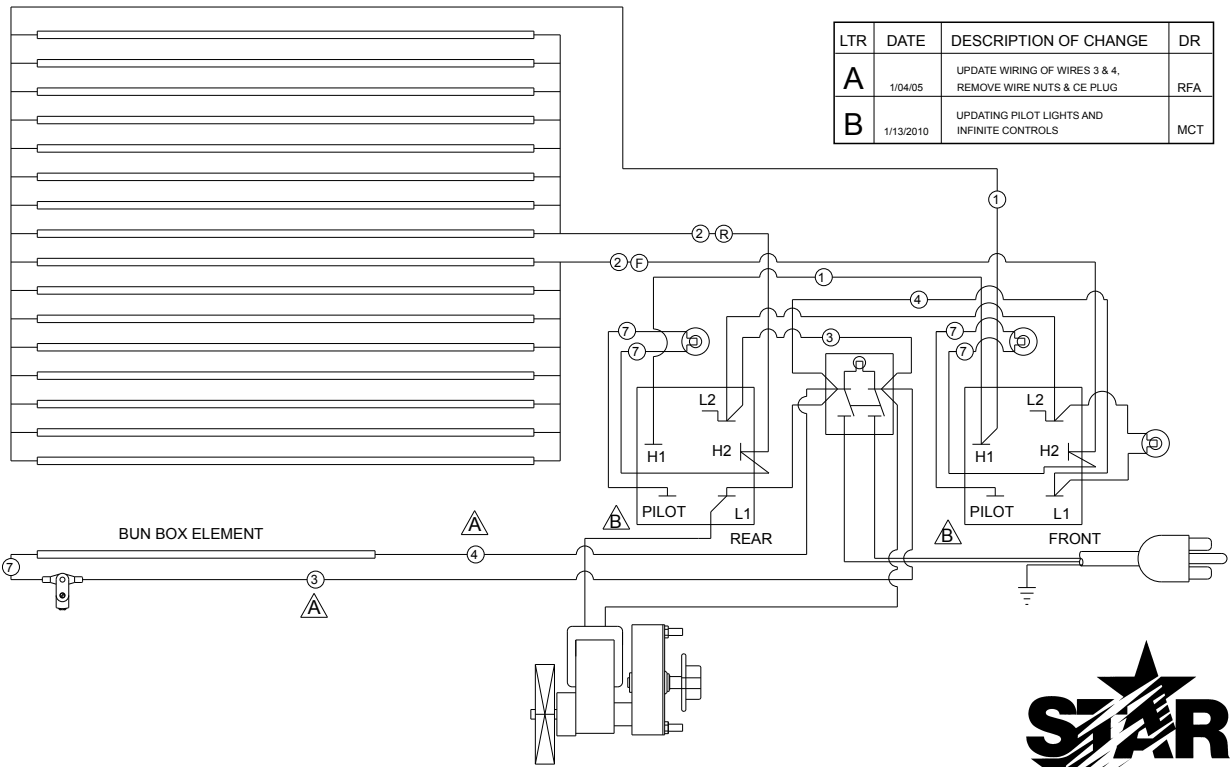 LTR DATE DESCRIPTION OF CHANGE DR
A 1/04/05 UPDATE WIRING OF WIRES 3 & 4,
REMOVE WIRE NUTS & CE PLUG RFA
B 1/13/2010 UPDATING PILOT LIGHTS AND
INFINITE CONTROLS MCT
1
2 R
2 F
1
4
7
3
7
7
7
L2
L2
H1
H2
H1
H2
PILOT
L1
PILOT
L1
B
REAR
B
FRONT
BUN BOX ELEMENT
A
4
7
3
A
STAR